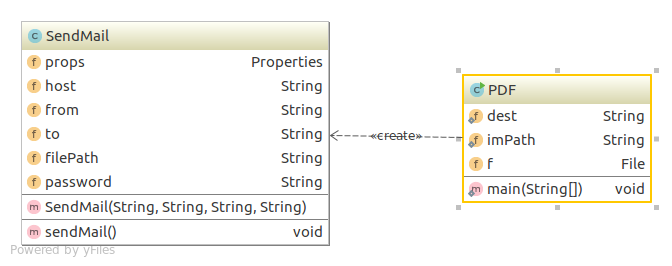 SendMail
props Properties
host String
from String
to String
filePath String
password String
SendMail(String, String, String, String)
sendMail() void
«create»
PDF
dest String
imPath String
f File
main(String[]) void
Powered by yFiles